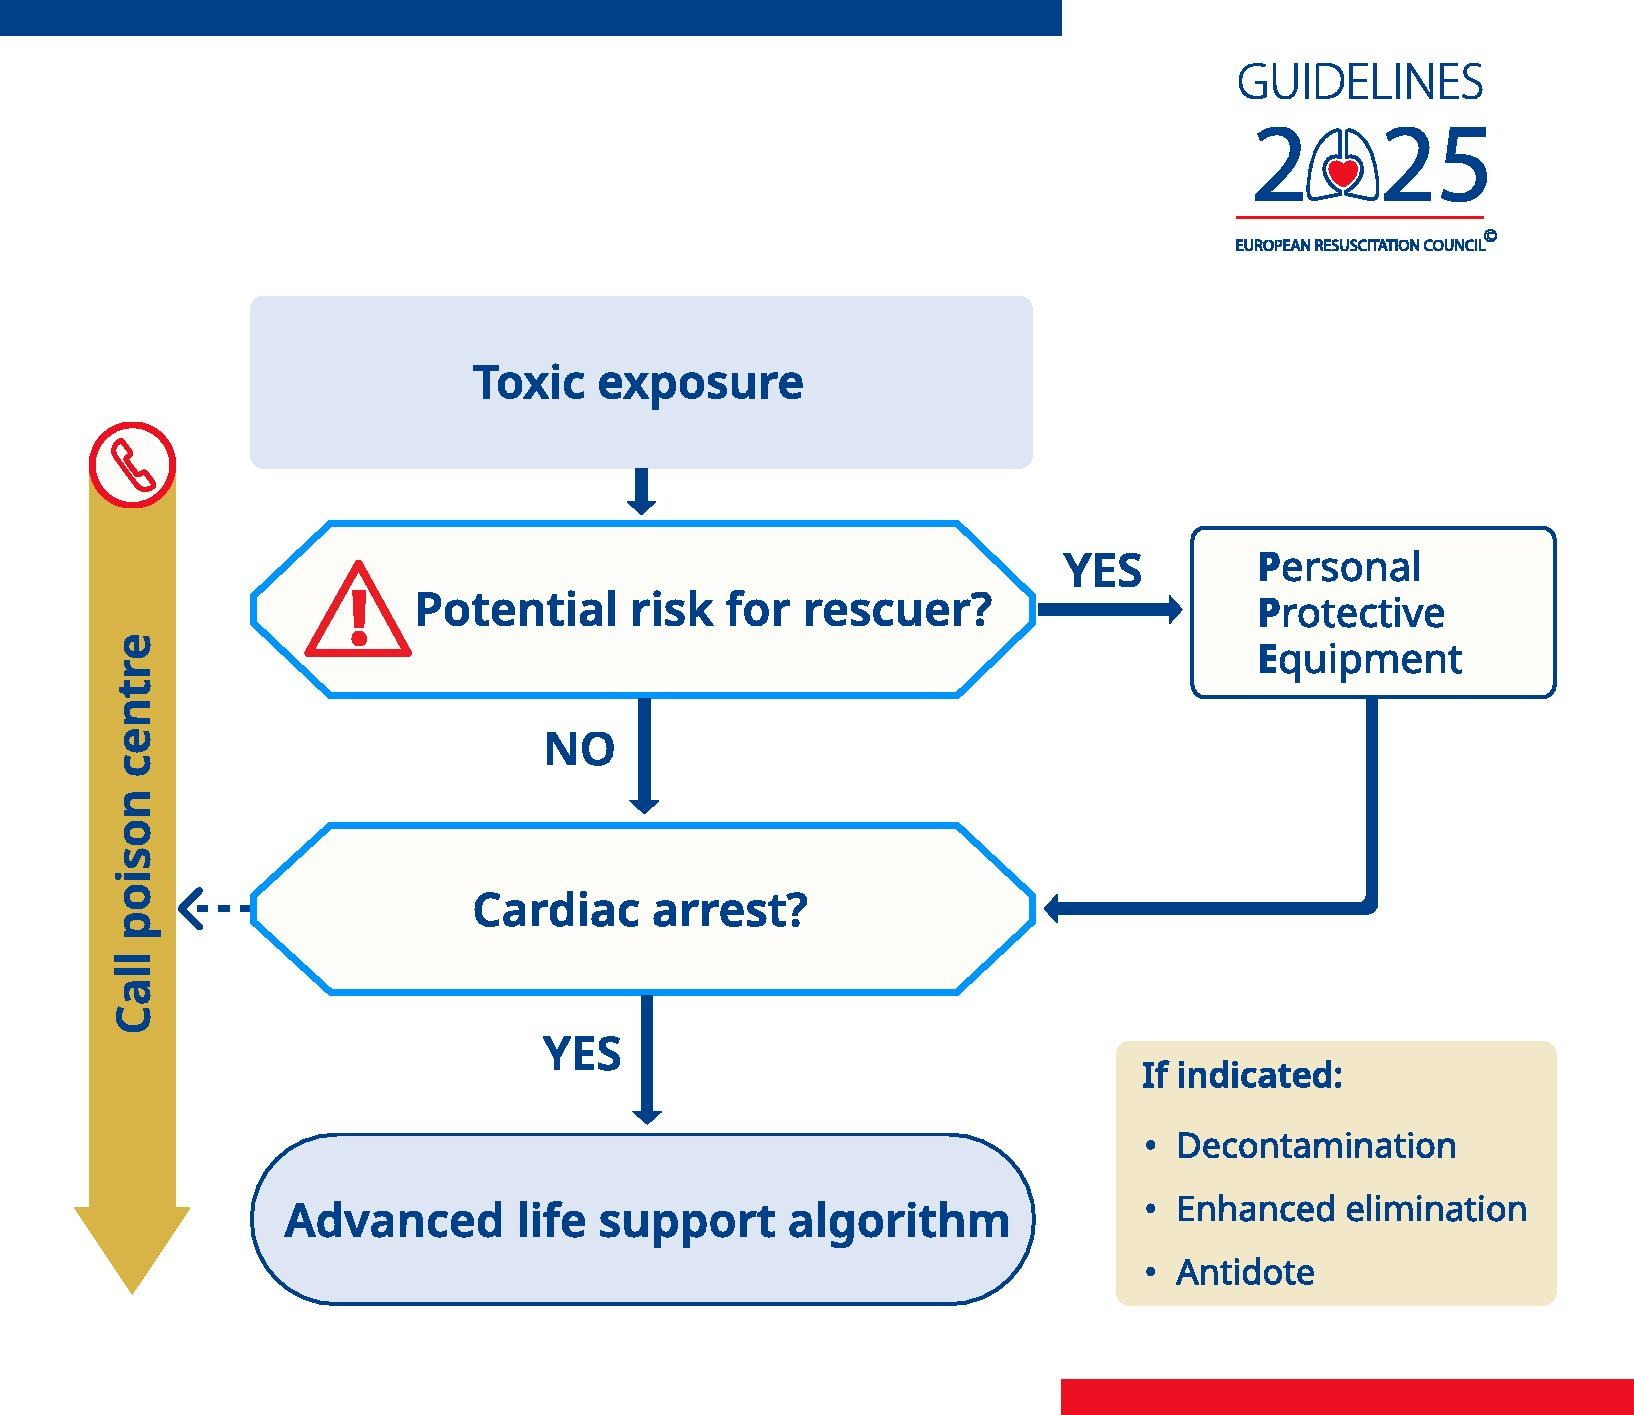 GUIDELINES
2025
EUROPEAN RESUSCITATION COUNCIL©
Toxic exposure
Potential risk for rescuer?
YES
Personal
Protective
Equipment
NO
Call poison centre
Cardiac arrest?
YES
Advanced life support algorithm
If indicated:
• Decontamination
• Enhanced elimination
• Antidote